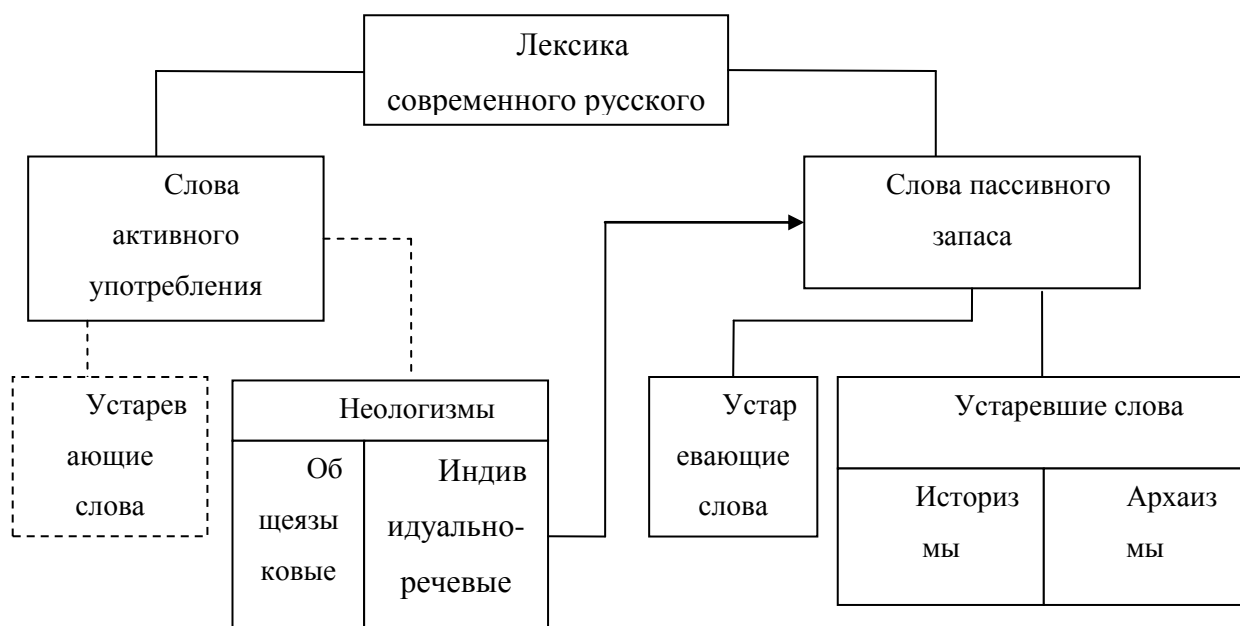 Лексика
современного русского
Слова
активного
употребления
Слова пассивного
запаса
Устарев
ающие
слова
Неологизмы
Об
щеязы
ковые
Индив
идуально-
речевые
Устар
евающие
слова
Устаревшие слова
Историз
мы
Архаиз
мы